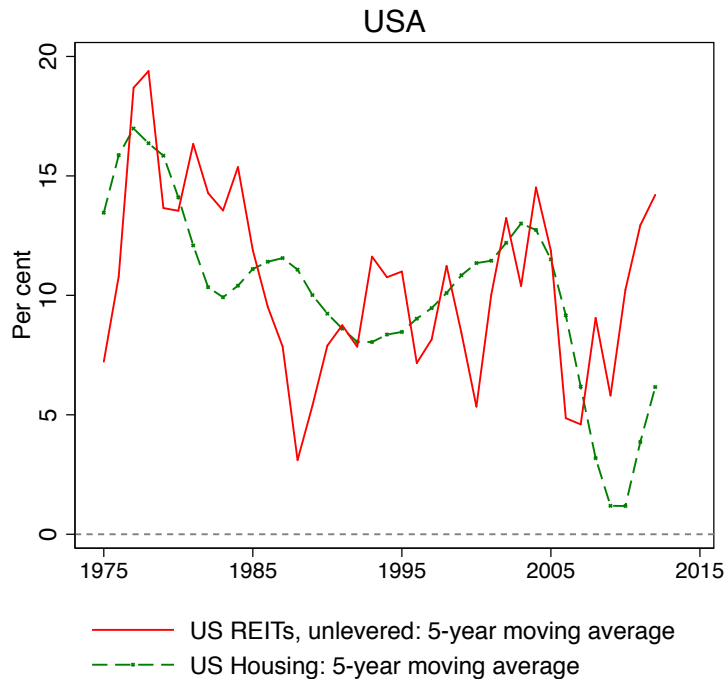 USA
20
15
10
5
0
Per cent
1975 1985 1995 2005 2015
US REITs, unlevered: 5-year moving average
US Housing: 5-year moving average